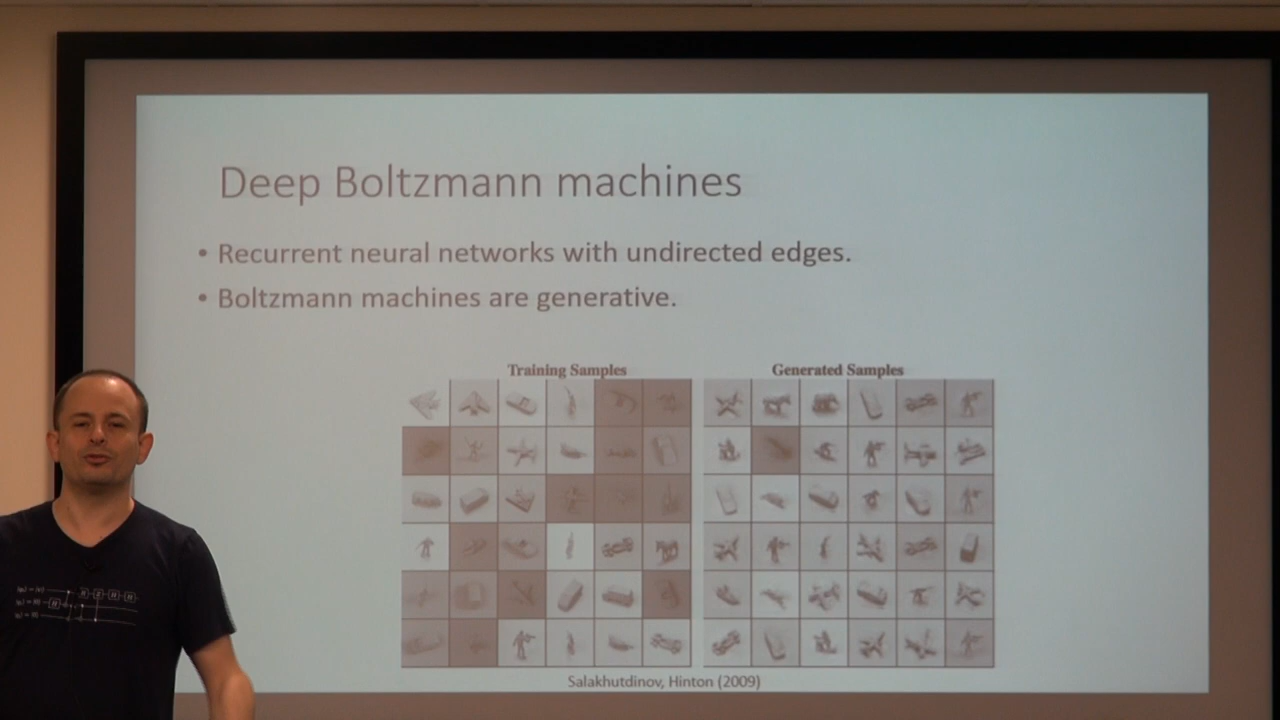 Deep Boltzmann machines
• Recurrent neural networks with undirected edges.
• Boltzmann machines are generative.
Training Samples
Generated Samples
Salakhutdinov, Hinton (2009)